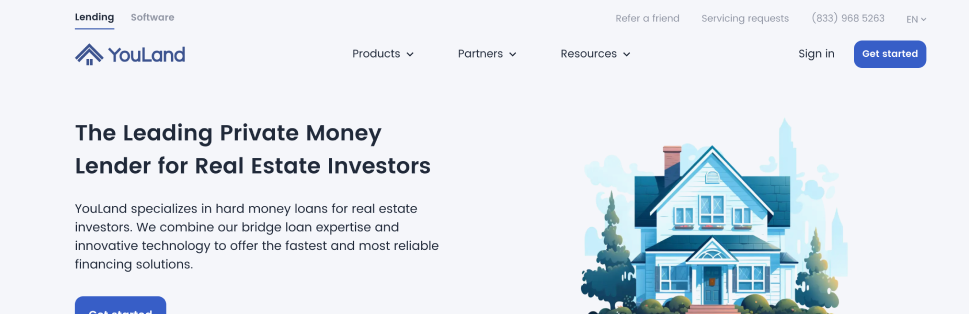 Lending Software Refer a friend Servicing requests (833) 968 5263 EN
YouLand Products Partners Resources Sign in Get started
The Leading Private Money
Lender for Real Estate Investors
YouLand specializes in hard money loans for real estate
investors. We combine our bridge loan expertise and
innovative technology to offer the fastest and most reliable
financing solutions.
Get started